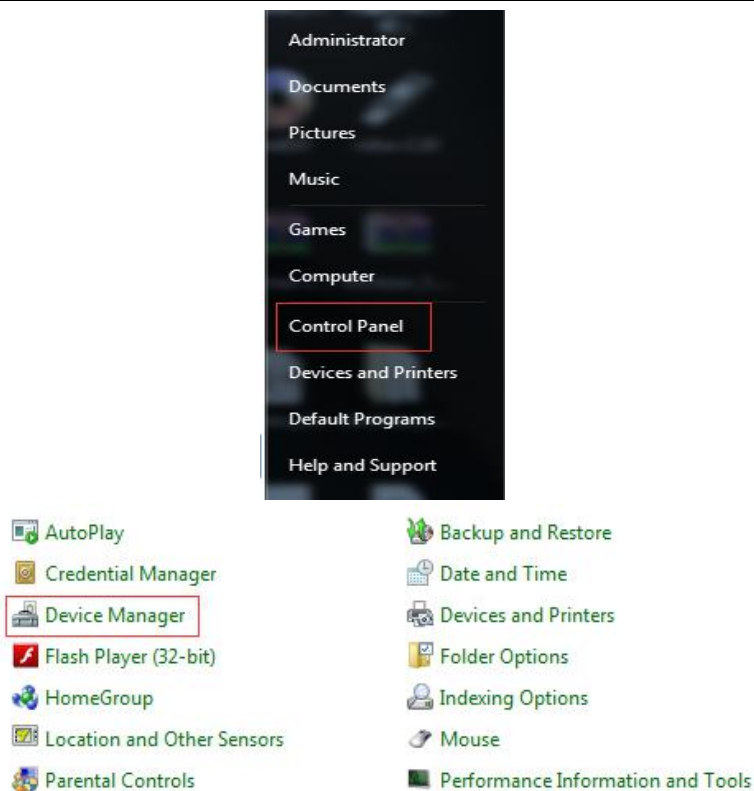 Administrator
Documents
Pictures
Music
Games
Computer
Control Panel
Devices and Printers
Default Programs
Help and Support
AutoPlay
Backup and Restore
Credential Manager
Date and Time
Device Manager
Devices and Printers
Flash Player (32-bit)
Folder Options
HomeGroup
Indexing Options
Location and Other Sensors
Mouse
Parental Controls
Performance Information and Tools